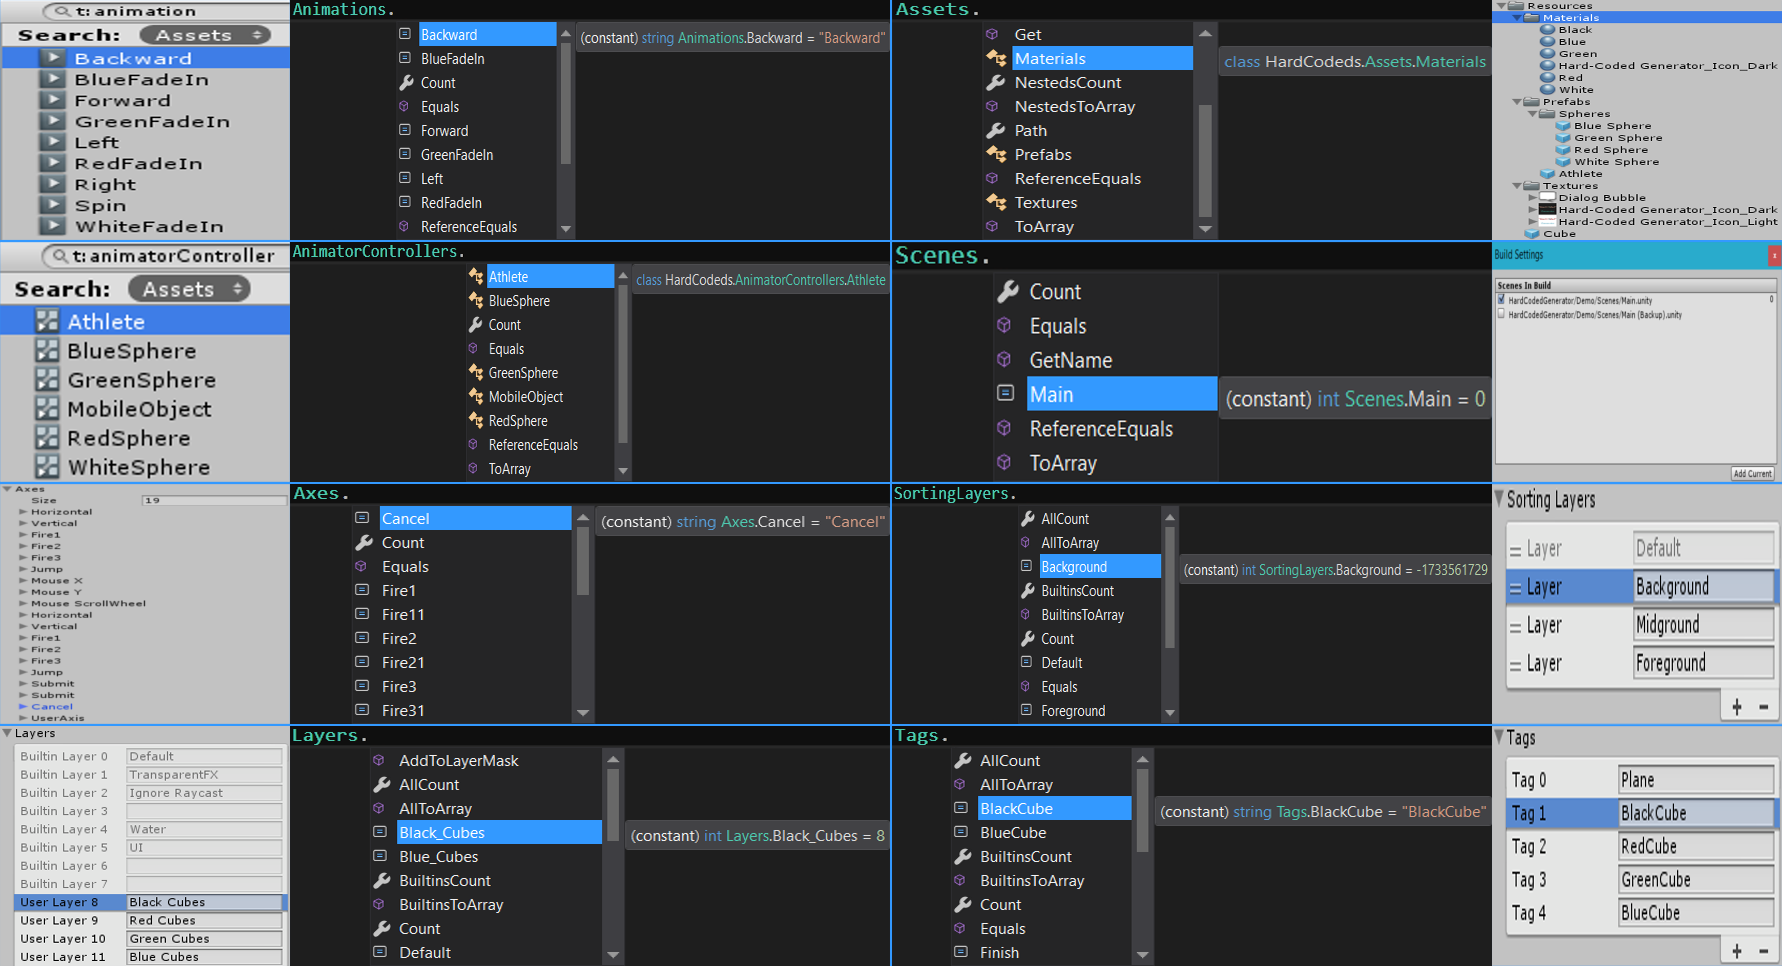 t:animation
Search: Assets
Backward
BlueFadeIn
Forward
GreenFadeIn
Left
RedFadeIn
Right
Spin
WhiteFadeIn
Animations.
Backward
BlueFadeIn
Count
Equals
Forward
GreenFadeIn
Left
RedFadeIn
ReferenceEquals
(constant) string Animations.Backward = "Backward"
Assets.
Get
Materials
NestedsCount
NestedsToArray
Path
Prefabs
ReferenceEquals
Textures
ToArray
class HardCodeds.Assets.Materials
Resources
Materials
Black
Blue
Green
Hard-Coded Generator_Icon_Dark
Red
White
Prefabs
Spheres
Blue Sphere
Green Sphere
Red Sphere
White Sphere
Athlete
Textures
Dialog Bubble
Hard-Coded Generator_Icon_Dark
Hard-Coded Generator_Icon_Light
Cube
t:animatorController
Search: Assets
Athlete
BlueSphere
GreenSphere
MobileObject
RedSphere
WhiteSphere
AnimatorControllers.
Athlete
BlueSphere
Count
Equals
GreenSphere
MobileObject
RedSphere
ReferenceEquals
ToArray
class HardCodeds.AnimatorControllers.Athlete
Scenes.
Count
Equals
GetName
Main
ReferenceEquals
ToArray
(constant) int Scenes.Main = 0
Build Settings
x
Scenes In Build
HardCodedGenerator/Demo/Scenes/Main.unity 0
HardCodedGenerator/Demo/Scenes/Main (Backup).unity
Add Current
Axes
Size 19
Horizontal
Vertical
Fire1
Fire2
Fire3
Jump
Mouse X
Mouse Y
Mouse ScrollWheel
Horizontal
Vertical
Fire1
Fire2
Fire3
Jump
Submit
Submit
Cancel
UserAxis
Axes.
Cancel
Count
Equals
Fire1
Fire11
Fire2
Fire21
Fire3
Fire31
(constant) string Axes.Cancel = "Cancel"
SortingLayers.
AllCount
AllToArray
Background
BuiltinsCount
BuiltinsToArray
Count
Default
Equals
Foreground
(constant) int SortingLayers.Background = -1733561729
Sorting Layers
= Layer Default
= Layer Background
= Layer Midground
= Layer Foreground
+ −
Layers
Builtin Layer 0 Default
Builtin Layer 1 TransparentFX
Builtin Layer 2 Ignore Raycast
Builtin Layer 3
Builtin Layer 4 Water
Builtin Layer 5 UI
Builtin Layer 6
Builtin Layer 7
User Layer 8 Black Cubes
User Layer 9 Red Cubes
User Layer 10 Green Cubes
User Layer 11 Blue Cubes
Layers.
AddToLayerMask
AllCount
AllToArray
Black_Cubes
Blue_Cubes
BuiltinsCount
BuiltinsToArray
Count
Default
(constant) int Layers.Black_Cubes = 8
Tags.
AllCount
AllToArray
BlackCube
BlueCube
BuiltinsCount
BuiltinsToArray
Count
Equals
Finish
(constant) string Tags.BlackCube = "BlackCube"
Tags
Tag 0 Plane
Tag 1 BlackCube
Tag 2 RedCube
Tag 3 GreenCube
Tag 4 BlueCube
+ −